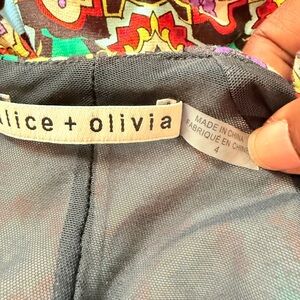 alice + olivia
MADE IN CHINA
FABRIQUÉ EN CHINE
4